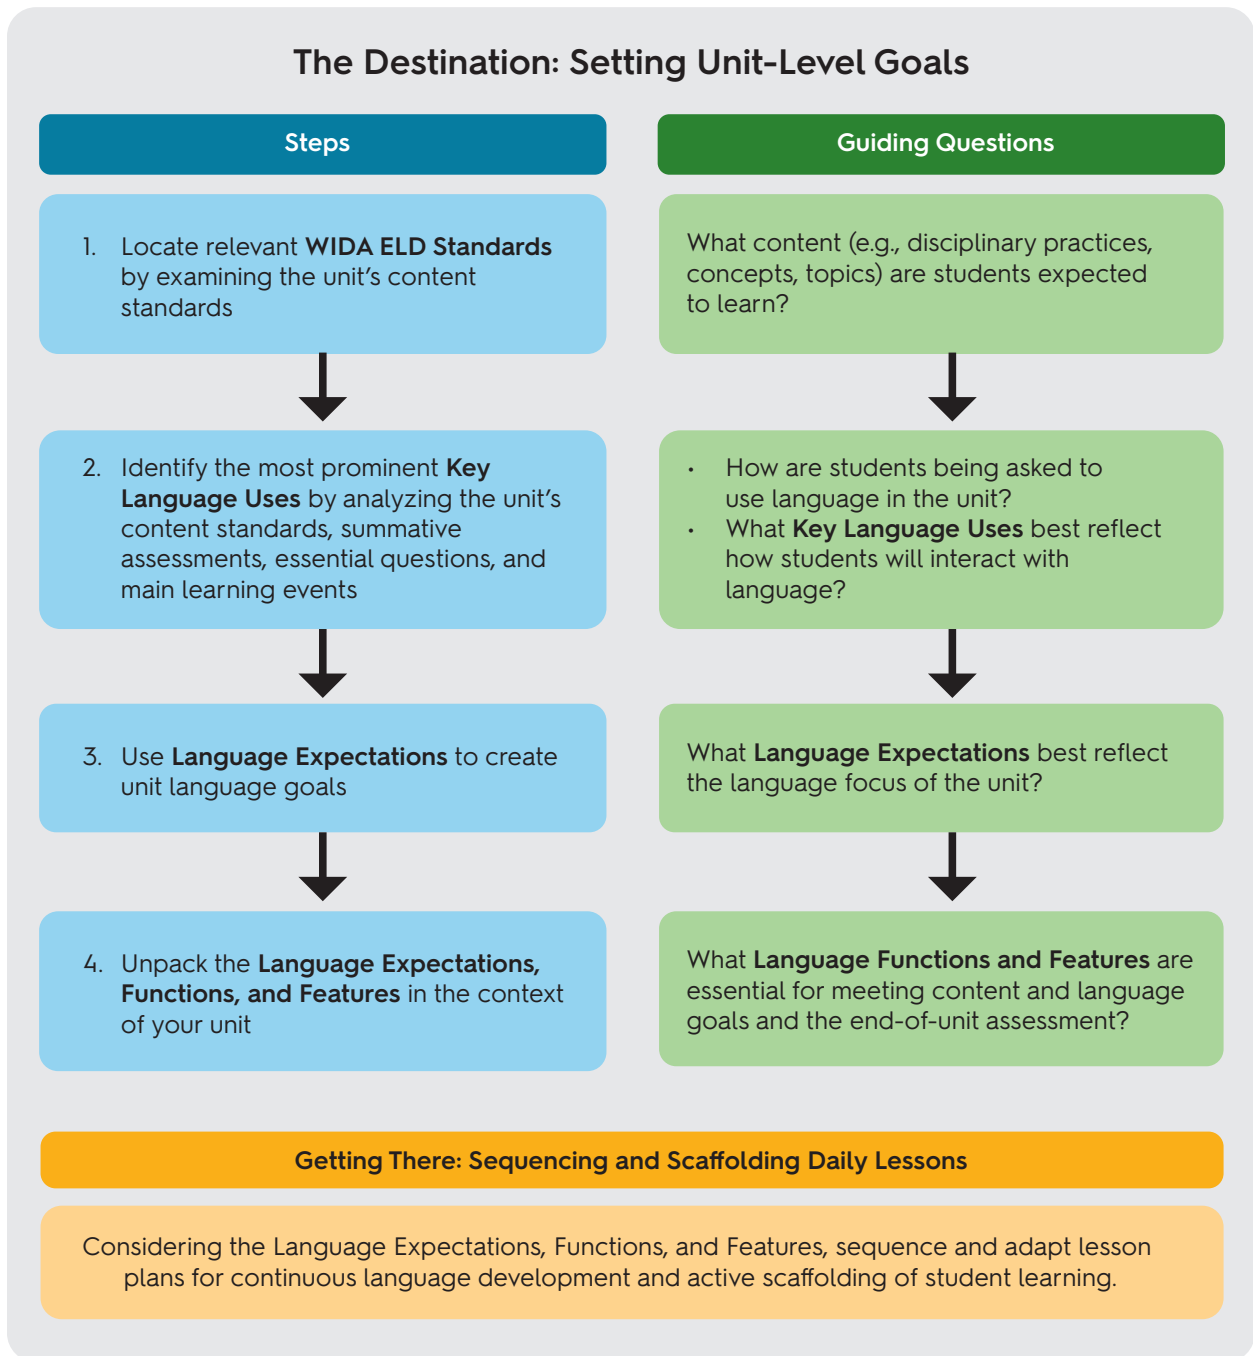 The Destination: Setting Unit-Level Goals
Steps
Guiding Questions
1. Locate relevant WIDA ELD Standards
by examining the unit's content
standards
What content (e.g., disciplinary practices,
concepts, topics) are students expected
to learn?
2. Identify the most prominent Key
Language Uses by analyzing the unit's
content standards, summative
assessments, essential questions, and
main learning events
• How are students being asked to
use language in the unit?
• What Key Language Uses best reflect
how students will interact with
language?
3. Use Language Expectations to create
unit language goals
What Language Expectations best reflect
the language focus of the unit?
4. Unpack the Language Expectations,
Functions, and Features in the context
of your unit
What Language Functions and Features are
essential for meeting content and language
goals and the end-of-unit assessment?
Getting There: Sequencing and Scaffolding Daily Lessons
Considering the Language Expectations, Functions, and Features, sequence and adapt lesson
plans for continuous language development and active scaffolding of student learning.